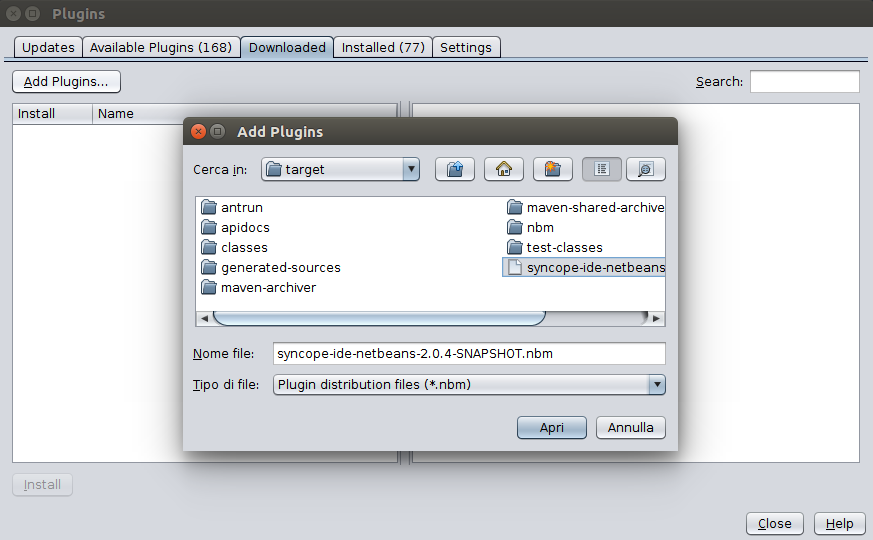 Plugins
Updates Available Plugins (168) Downloaded Installed (77) Settings
Add Plugins... Search:
Install Name
Add Plugins
Cerca in: target
antrun maven-shared-archive
apidocs nbm
classes test-classes
generated-sources syncope-ide-netbeans
maven-archiver
Nome file: syncope-ide-netbeans-2.0.4-SNAPSHOT.nbm
Tipo di file: Plugin distribution files (*.nbm)
Apri Annulla
Install
Close Help